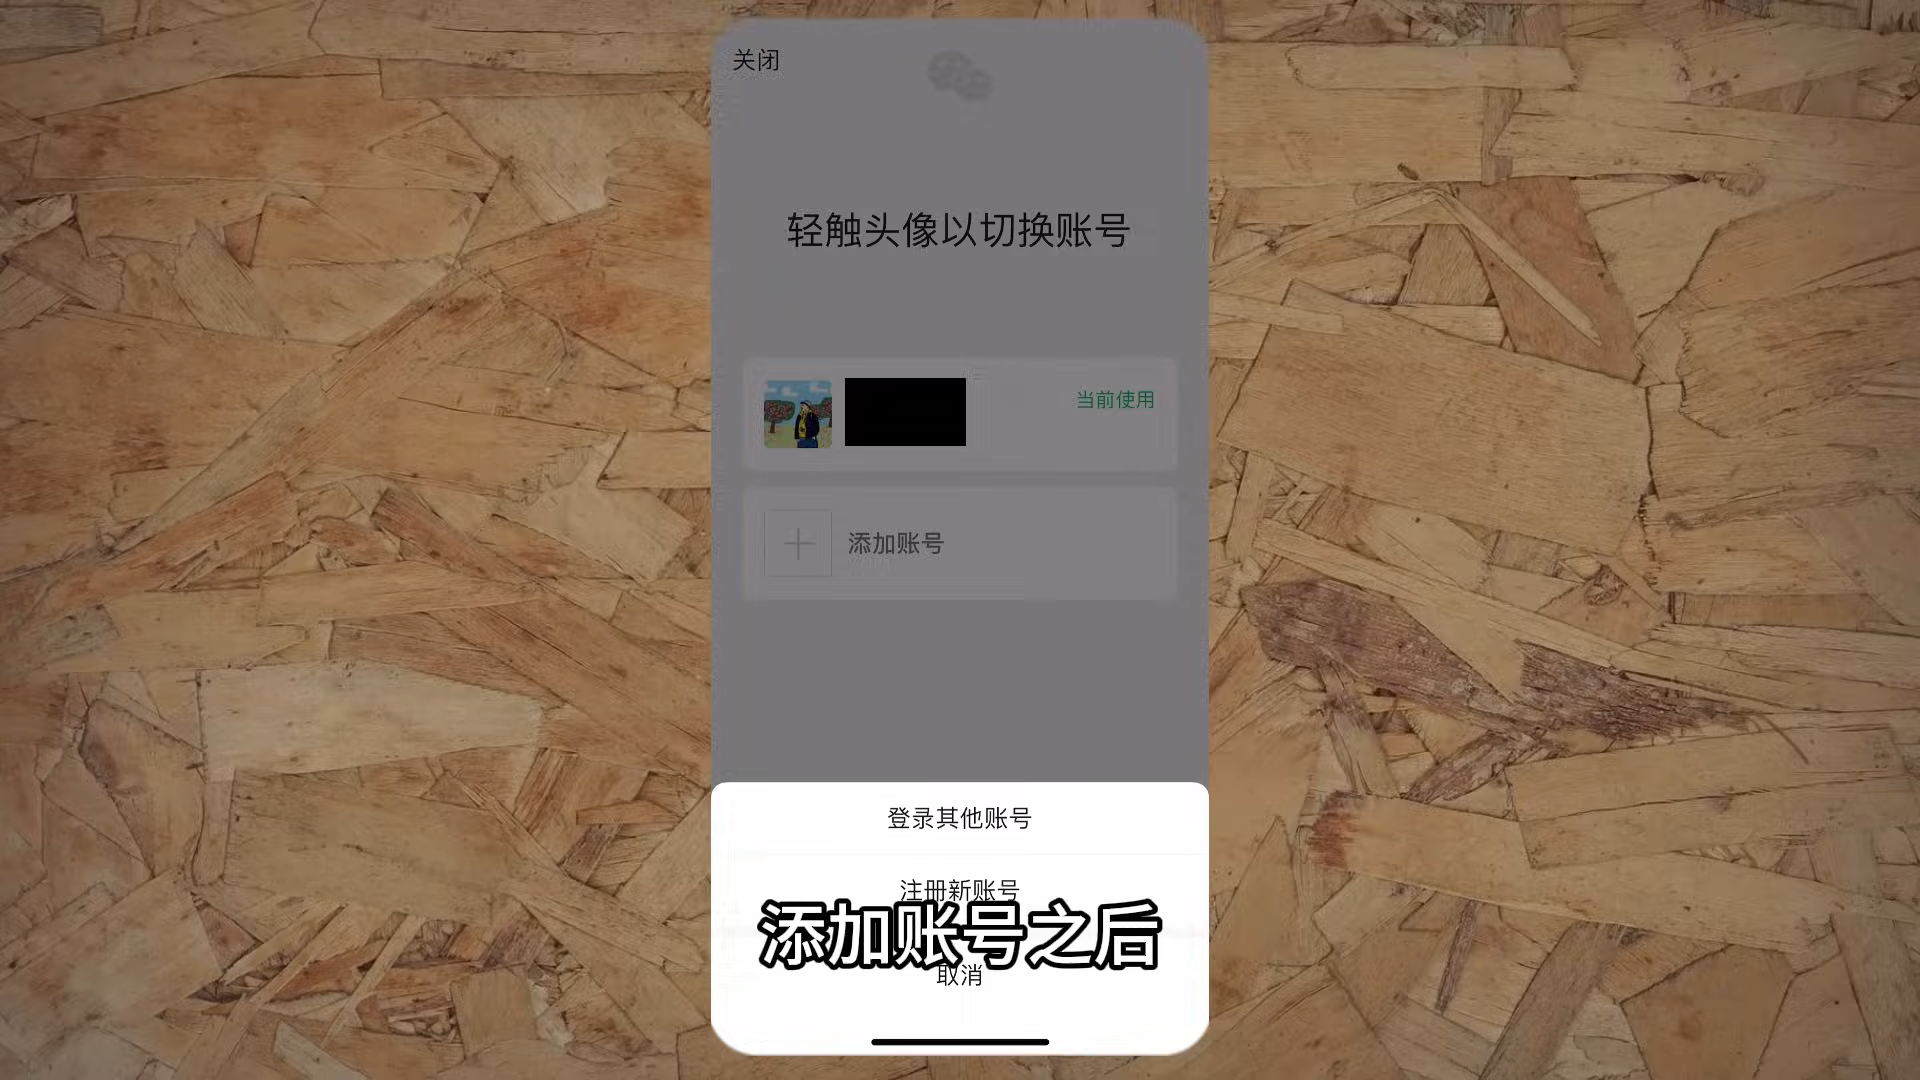 关闭
轻触头像以切换账号
当前使用
添加账号
登录其他账号
注册新账号
添加账号之后
取消